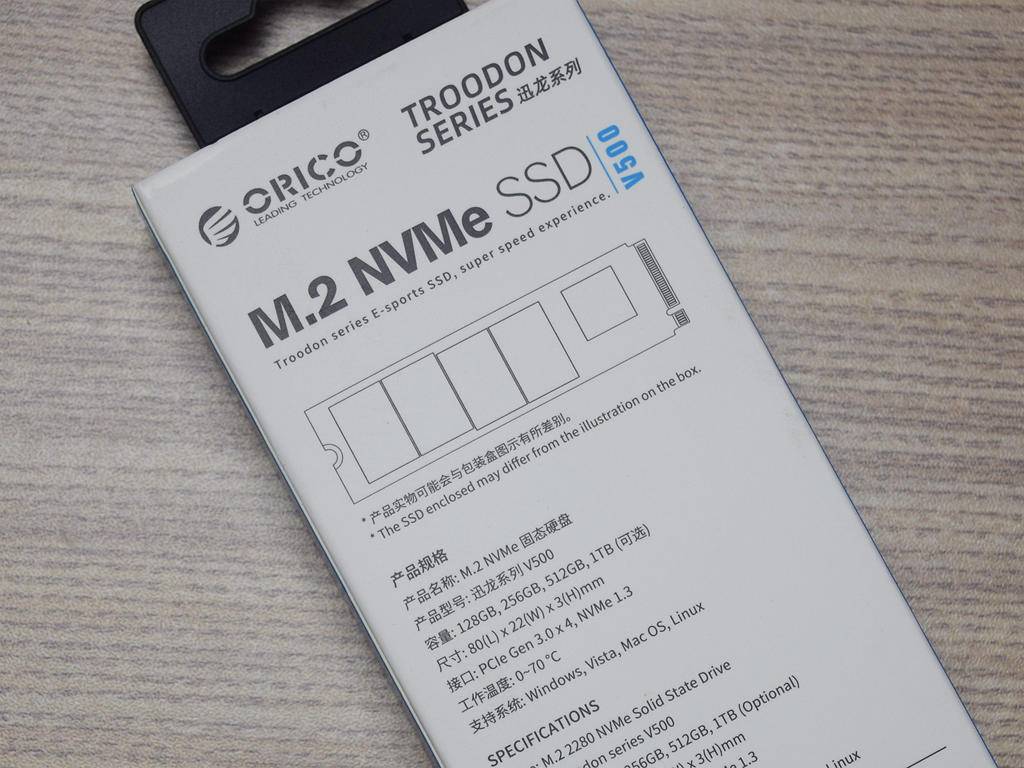 ORICO®
LEADING TECHNOLOGY
TROODON
SERIES 迅龙系列
M.2 NVMe SSD V500
Troodon series E-sports SSD, super speed experience.
* 产品实物可能会与包装盒图示有所差别。
* The SSD enclosed may differ from the illustration on the box.
产品规格
产品名称: M.2 NVMe 固态硬盘
产品型号: 迅龙系列 V500
容量: 128GB, 256GB, 512GB, 1TB (可选)
尺寸: 80(L) x 22(W) x 3(H)mm
接口: PCIe Gen 3.0 x 4, NVMe 1.3
工作温度: 0~70 °C
支持系统: Windows, Vista, Mac OS, Linux
SPECIFICATIONS
M.2 2280 NVMe Solid State Drive
series V500
512GB, 1TB (Optional)
x 3(H)mm
1.3
Linux